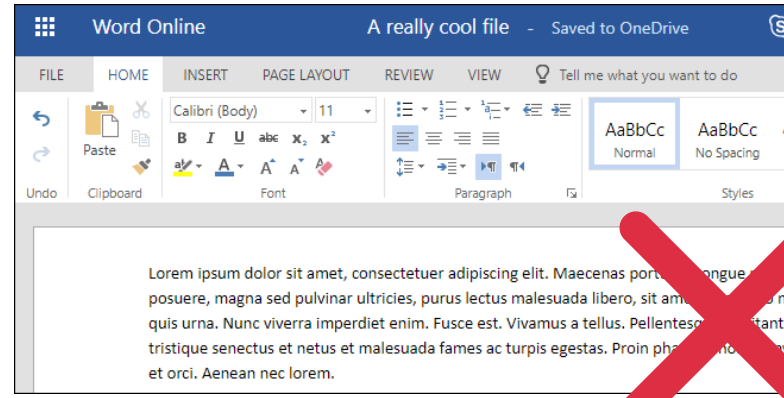 Word Online A really cool file - Saved to OneDrive
FILE HOME INSERT PAGE LAYOUT REVIEW VIEW Tell me what you want to do
Calibri (Body) 11
Paste B I U abc x₂ x²
AaBbCc AaBbCc
Normal No Spacing
A A A
Undo Clipboard Font Paragraph Styles
Lorem ipsum dolor sit amet, consectetuer adipiscing elit. Maecenas
posuere, magna sed pulvinar ultricies, purus lectus malesuada libero, sit
quis urna. Nunc viverra imperdiet enim. Fusce est. Vivamus a tellus.
tristique senectus et netus et malesuada fames ac turpis egestas. Proin
et orci. Aenean nec lorem.